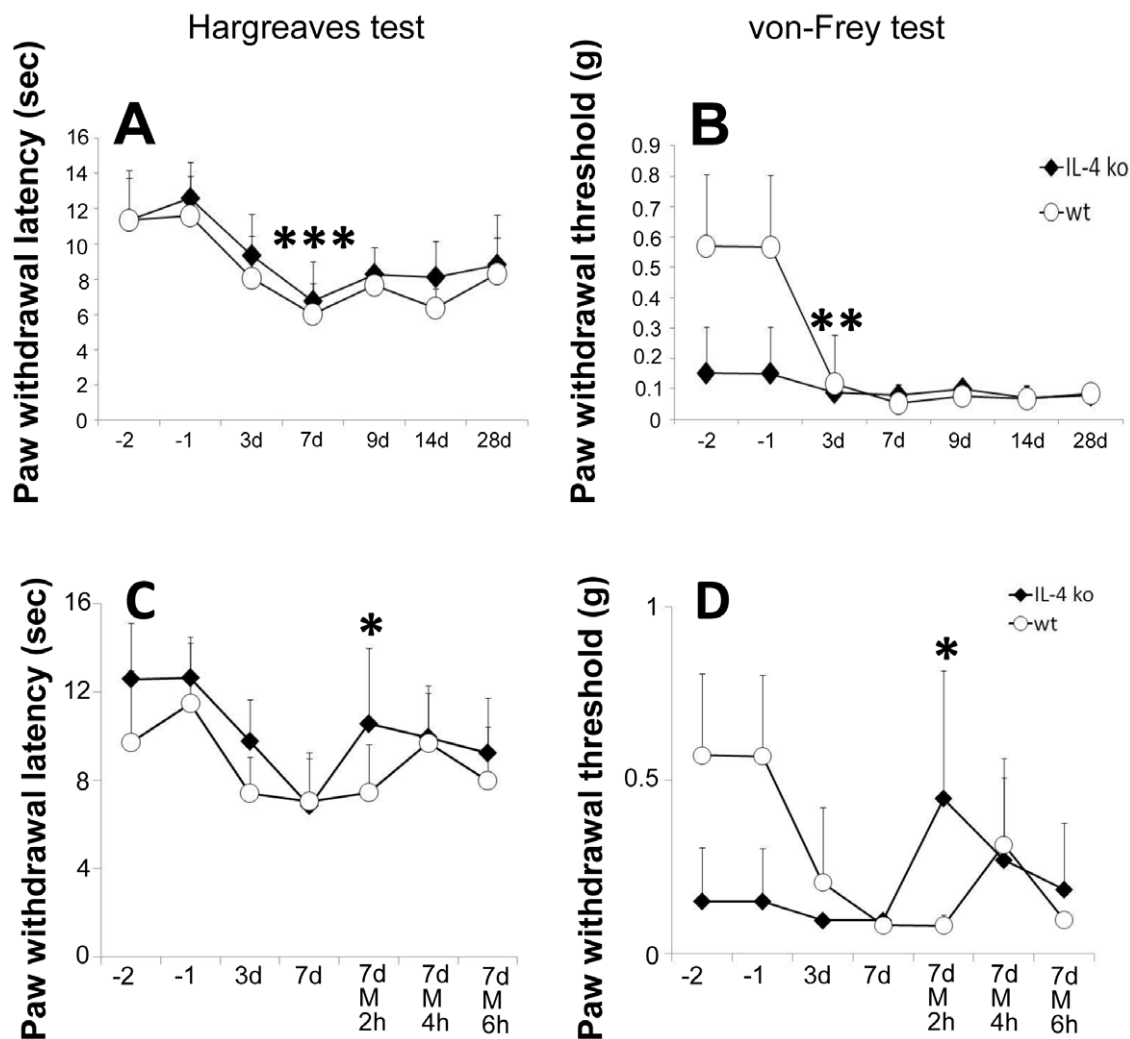 Hargreaves test
von-Frey test
A
Paw withdrawal latency (sec)
16
14
12
10
8
6
4
2
0
***
-2 -1 3d 7d 9d 14d 28d
B
Paw withdrawal threshold (g)
0.9
0.8
0.7
0.6
0.5
0.4
0.3
0.2
0.1
0
**
IL-4 ko
wt
-2 -1 3d 7d 9d 14d 28d
C
Paw withdrawal latency (sec)
16
12
8
4
0
*
-2 -1 3d 7d 7d 7d 7d
M M M
2h 4h 6h
D
Paw withdrawal threshold (g)
1
0.5
0
*
IL-4 ko
wt
-2 -1 3d 7d 7d 7d 7d
M M M
2h 4h 6h